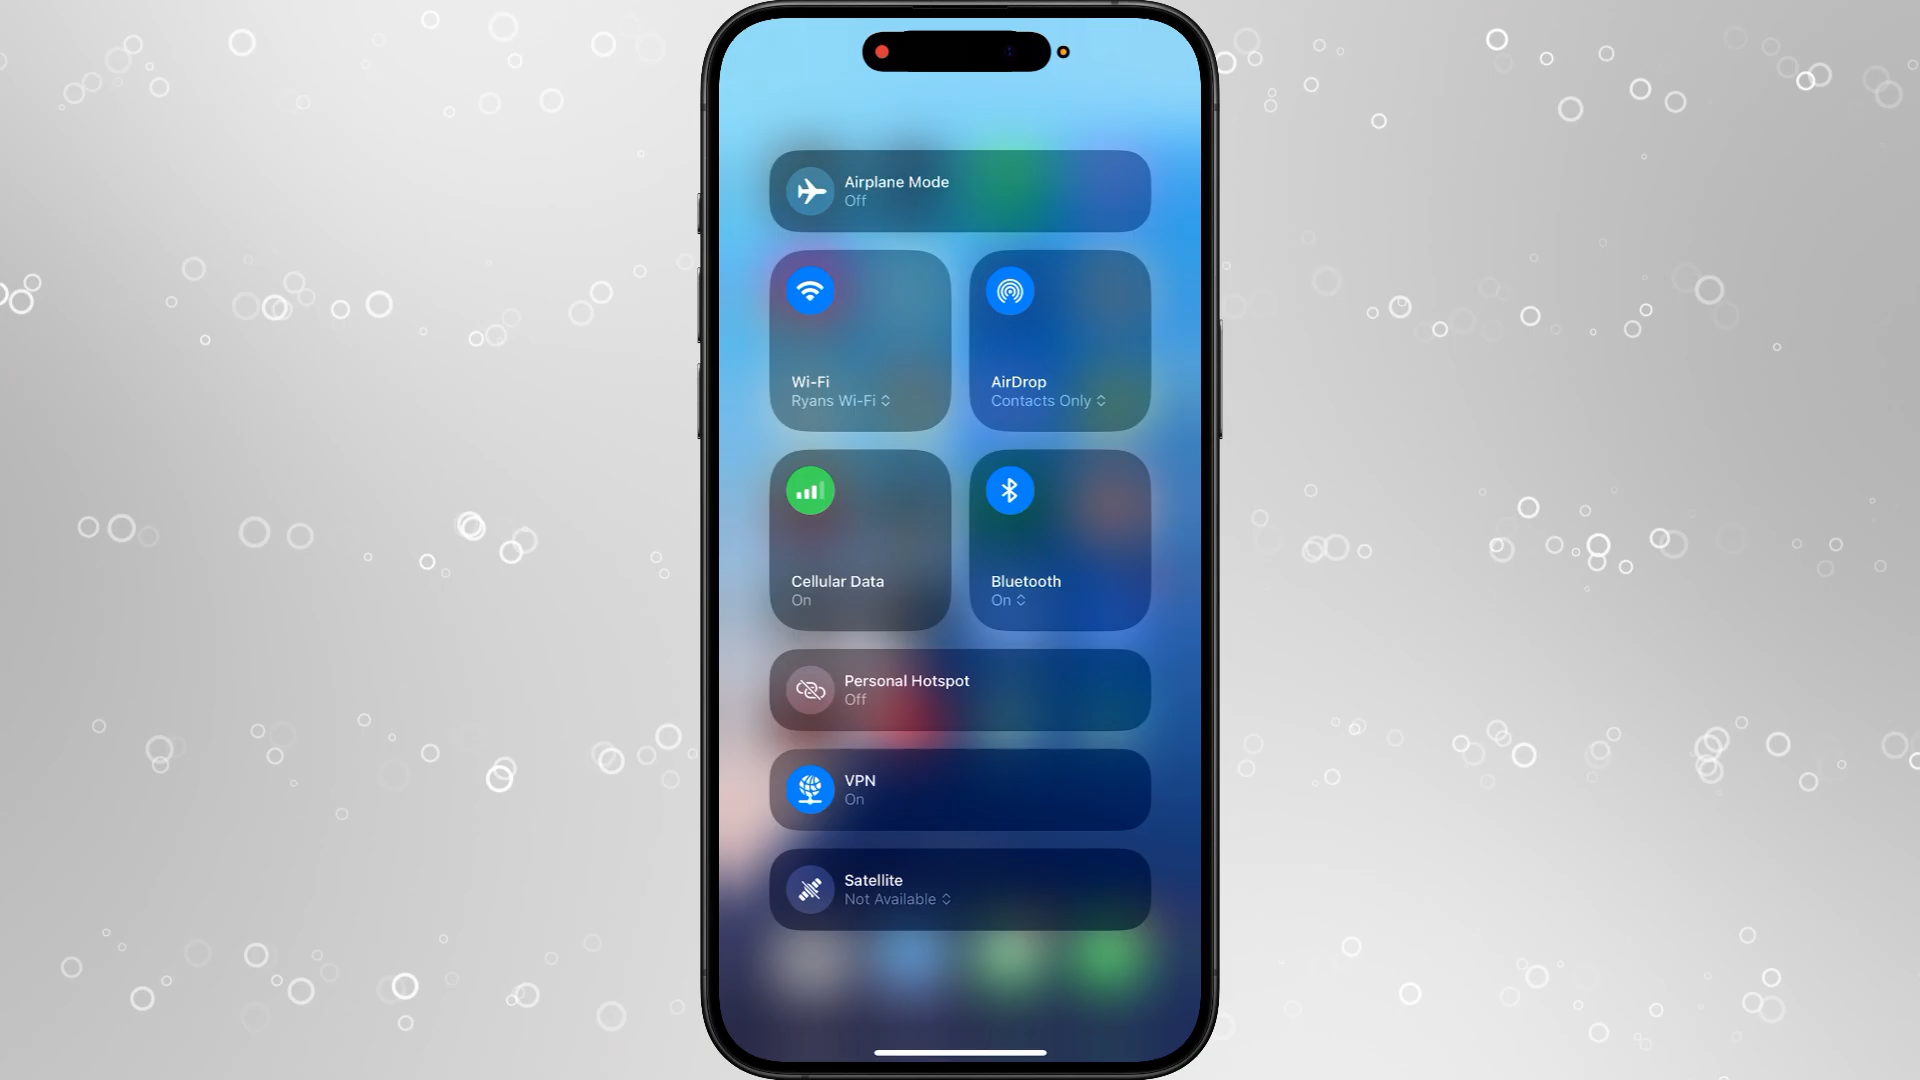 Airplane Mode
Off
Wi-Fi
Ryans Wi-Fi
AirDrop
Contacts Only
Cellular Data
On
Bluetooth
On
Personal Hotspot
Off
VPN
On
Satellite
Not Available